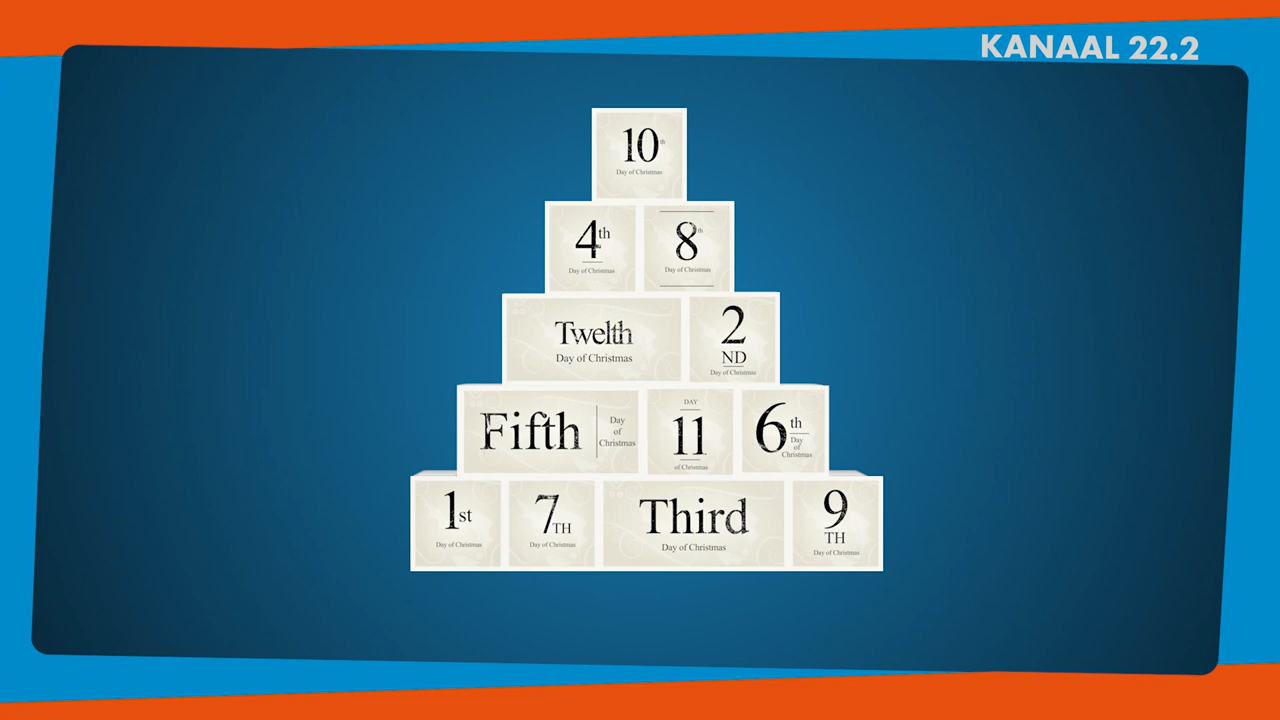 KANAAL 22.2
10th
Day of Christmas
4th
Day of Christmas
8th
Day of Christmas
Twelth
Day of Christmas
2
ND
Day of Christmas
Fifth
Day
of
Christmas
DAY
11
of Christmas
6th
Day
of
Christmas
1st
Day of Christmas
7TH
Day of Christmas
Third
Day of Christmas
9
TH
Day of Christmas